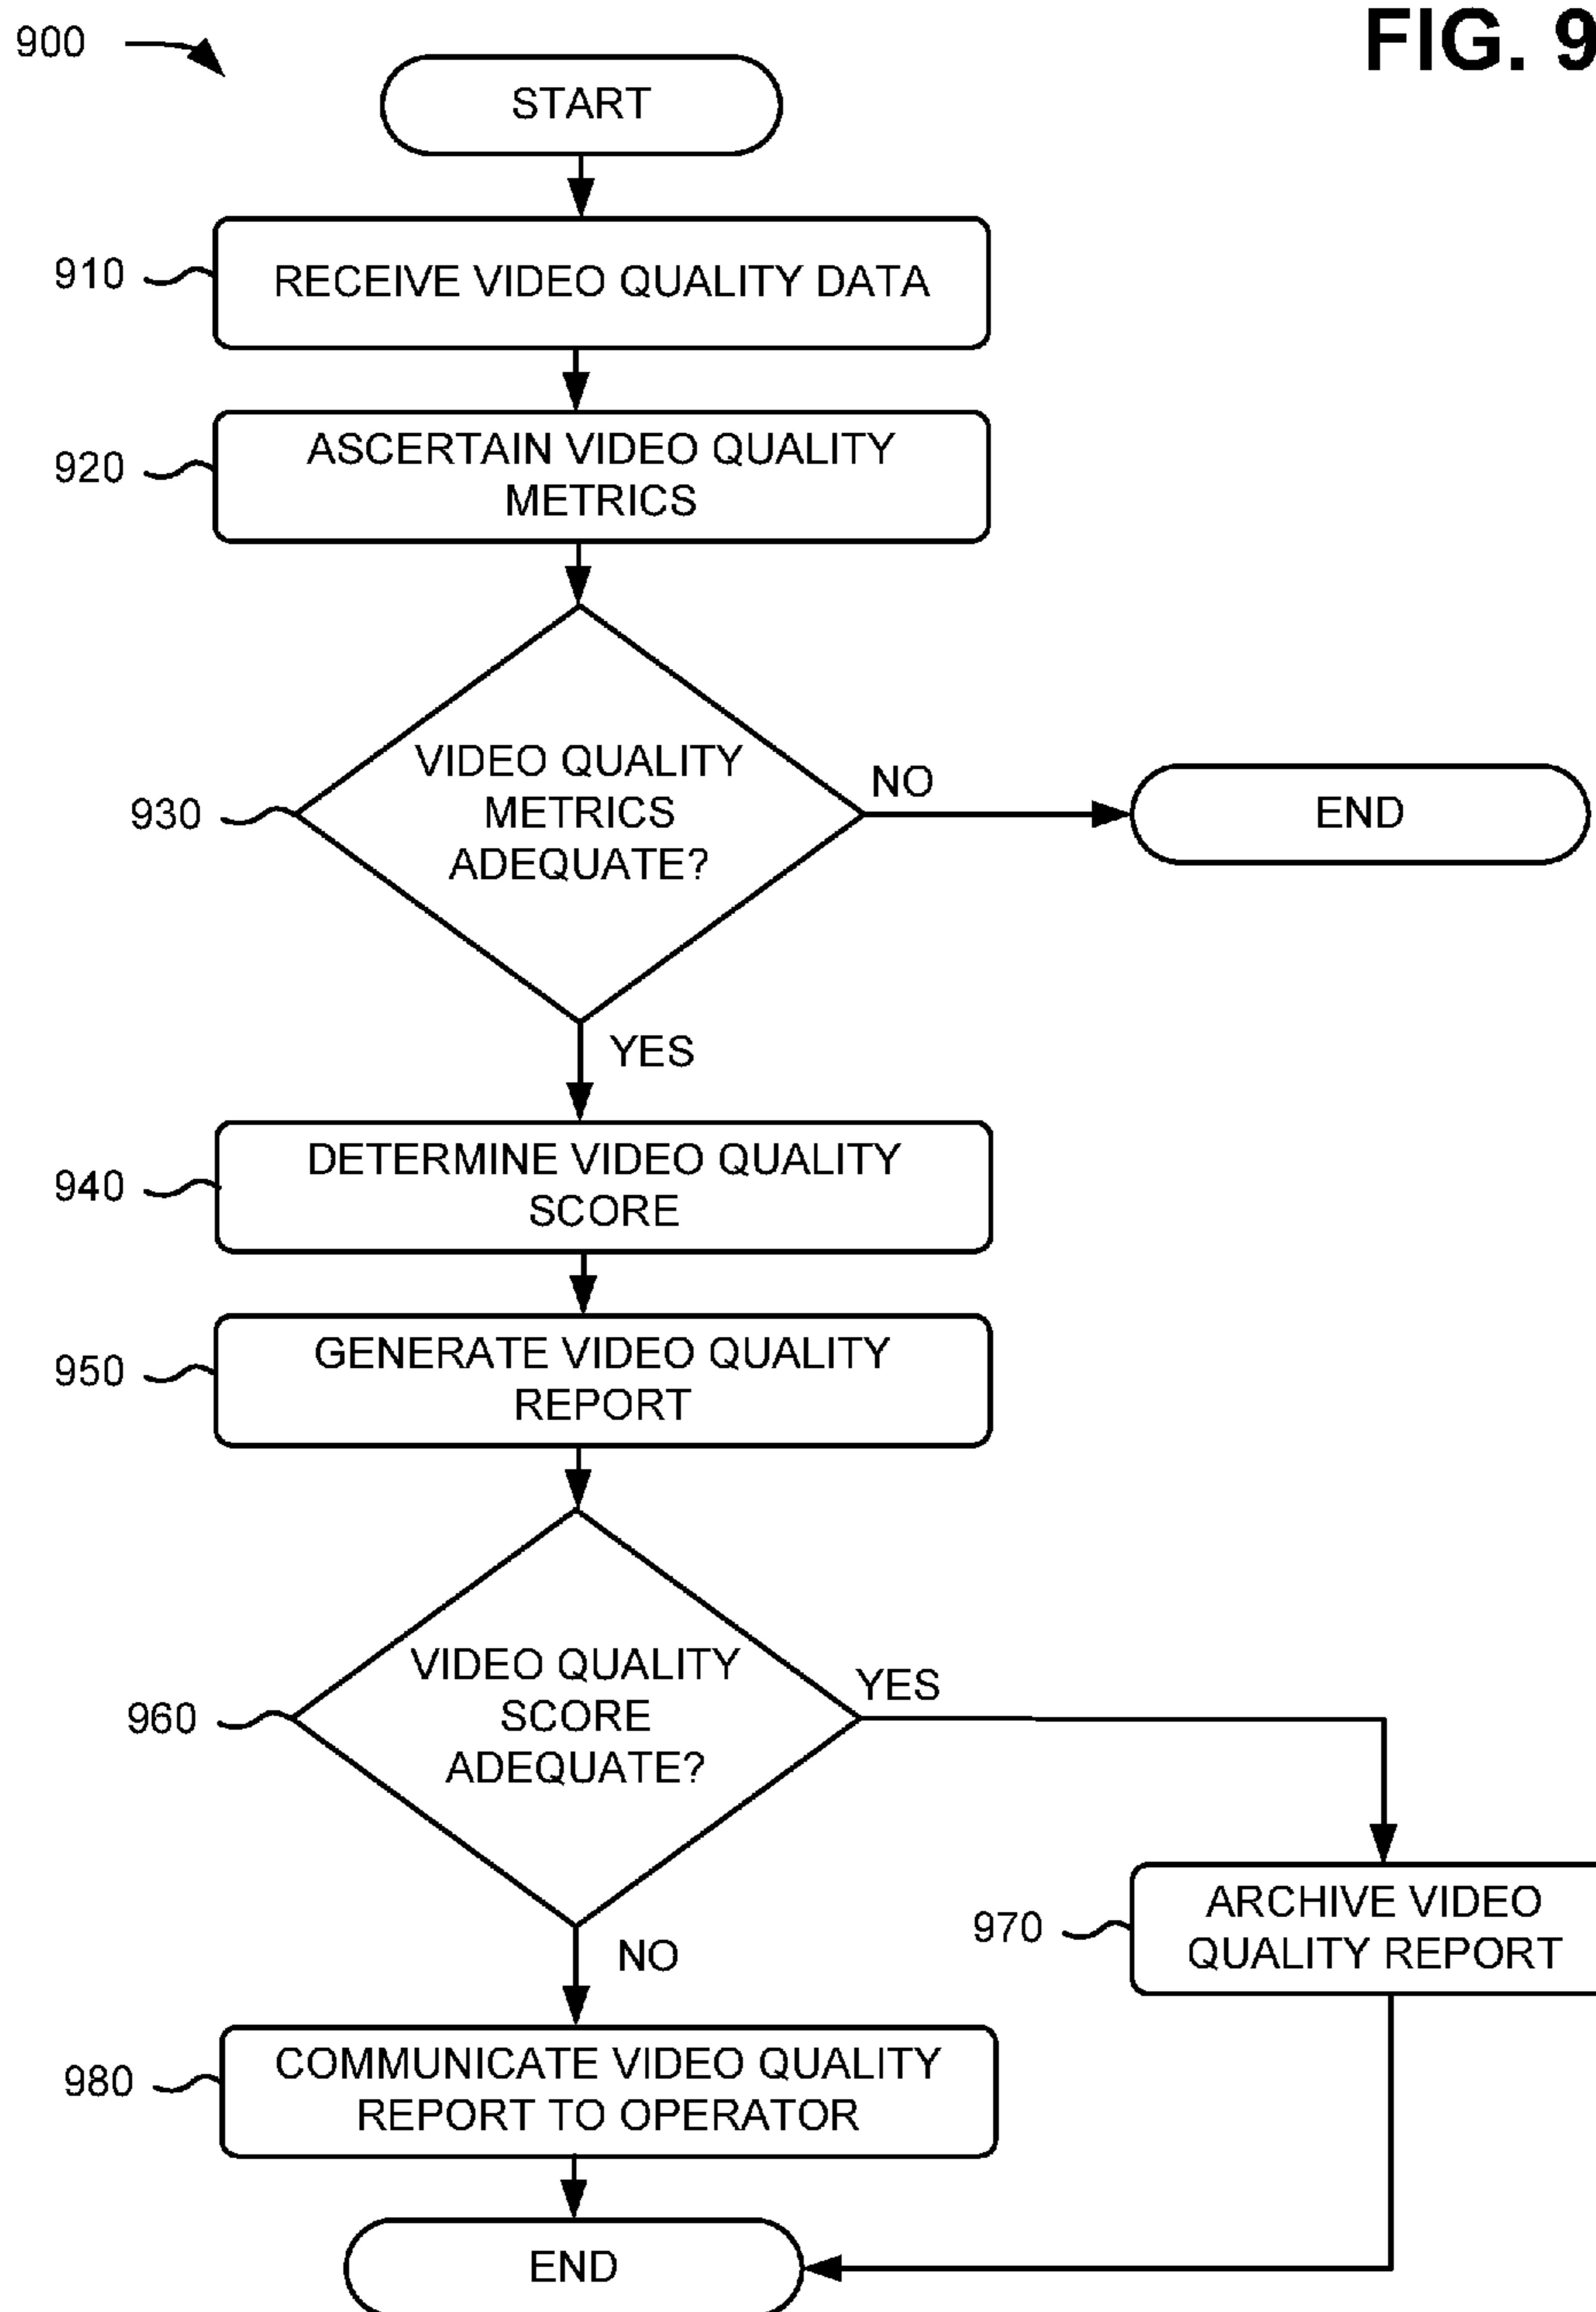 900
FIG. 9
START
910
RECEIVE VIDEO QUALITY DATA
920
ASCERTAIN VIDEO QUALITY
METRICS
930
VIDEO QUALITY
METRICS
ADEQUATE?
NO
END
YES
940
DETERMINE VIDEO QUALITY
SCORE
950
GENERATE VIDEO QUALITY
REPORT
960
VIDEO QUALITY
SCORE
ADEQUATE?
YES
970
ARCHIVE VIDEO
QUALITY REPORT
NO
980
COMMUNICATE VIDEO QUALITY
REPORT TO OPERATOR
END